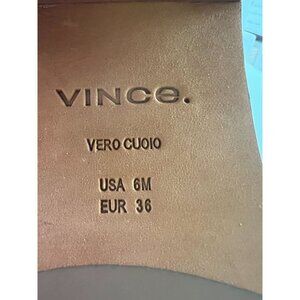 VINCE.
VERO CUOIO
USA 6M
EUR 36